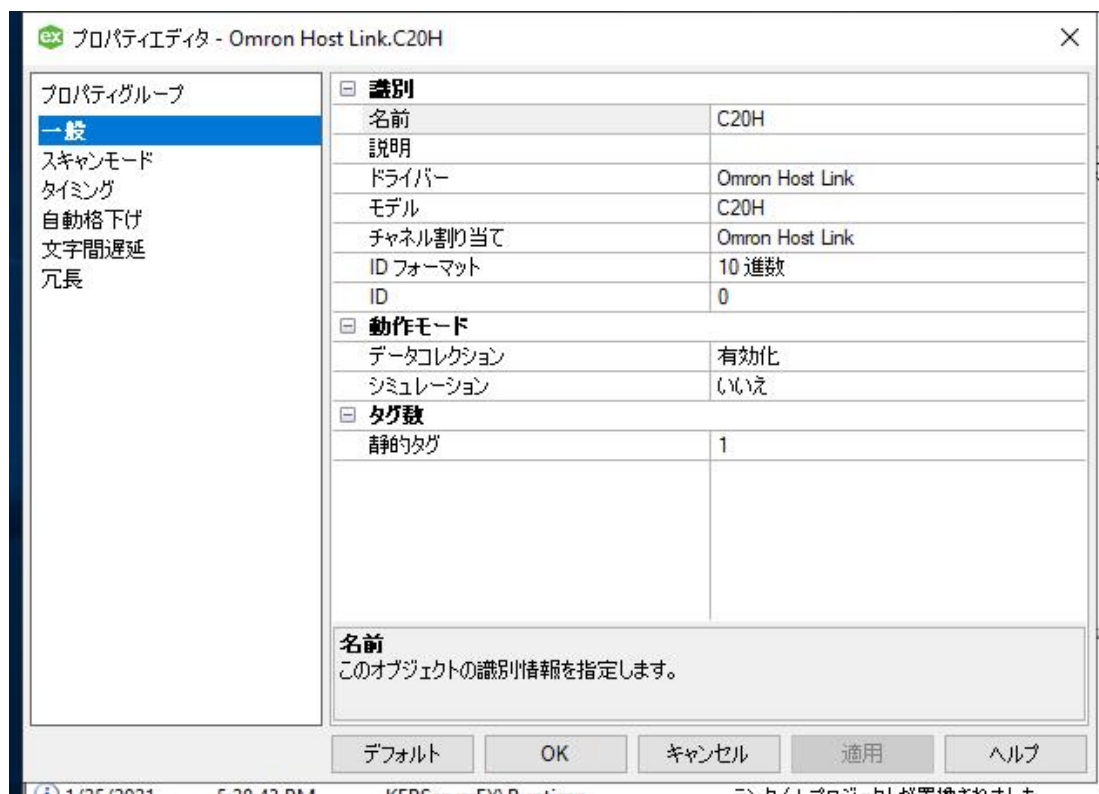 プロパティエディタ - Omron Host Link.C20H
プロパティグループ
一般
スキャンモード
タイミング
自動格下げ
文字間遅延
冗長
識別
名前 C20H
説明
ドライバー Omron Host Link
モデル C20H
チャネル割り当て Omron Host Link
ID フォーマット 10 進数
ID 0
動作モード
データコレクション 有効化
シミュレーション いいえ
タグ数
静的タグ 1
名前
このオブジェクトの識別情報を指定します。
デフォルト OK キャンセル 適用 ヘルプ